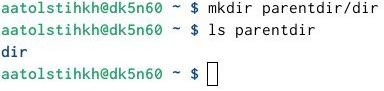 aatolstihkh@dk5n60 ~ $ mkdir parentdir/dir
aatolstihkh@dk5n60 ~ $ ls parentdir
dir
aatolstihkh@dk5n60 ~ $